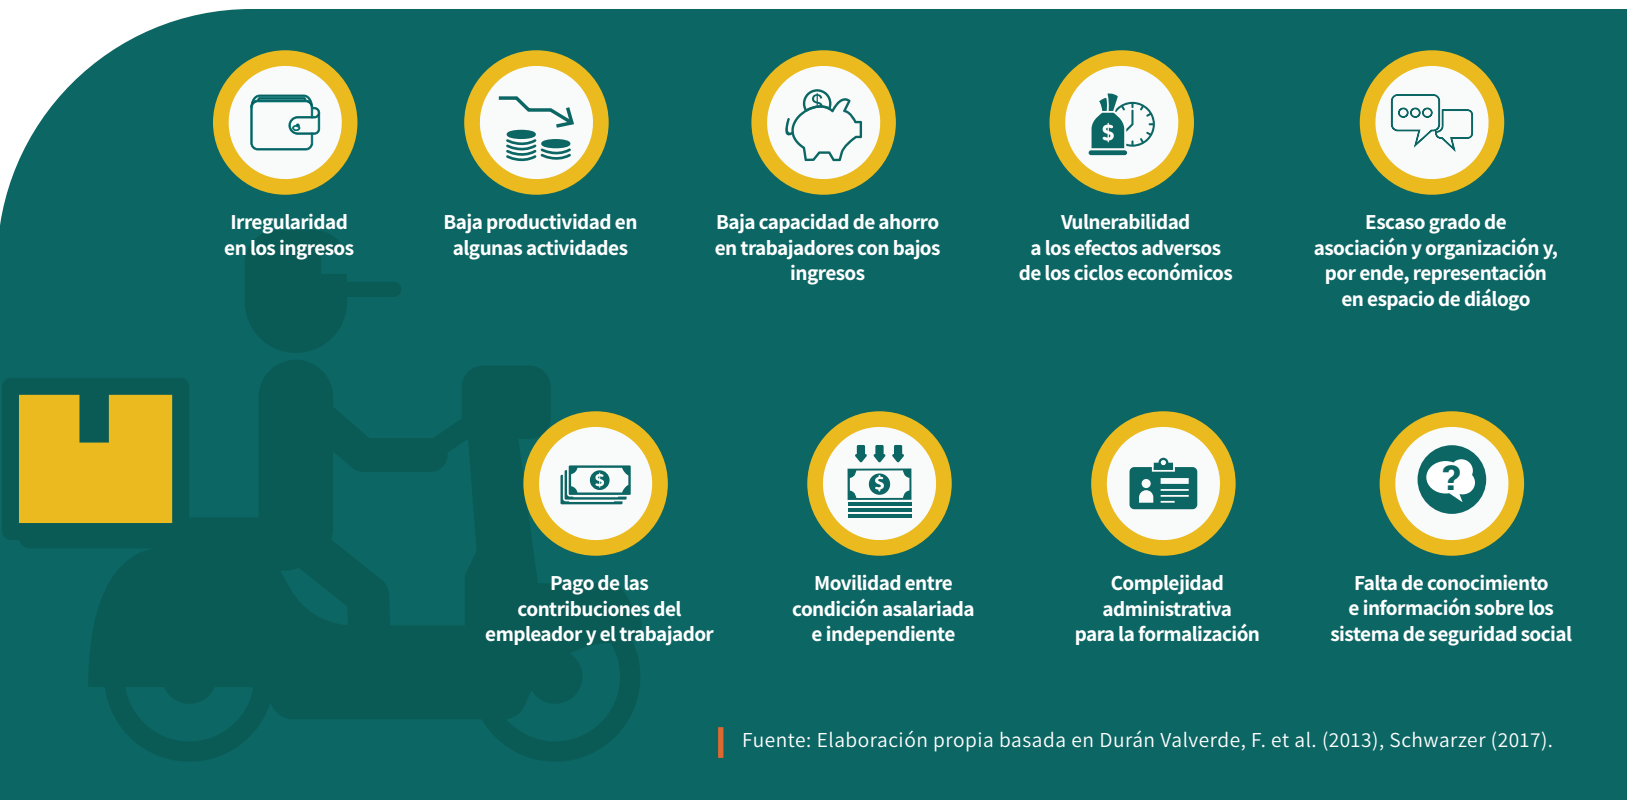 Irregularidad
en los ingresos
Baja productividad en
algunas actividades
Baja capacidad de ahorro
en trabajadores con bajos
ingresos
Vulnerabilidad
a los efectos adversos
de los ciclos económicos
Escaso grado de
asociación y organización y,
por ende, representación
en espacio de diálogo
Pago de las
contribuciones del
empleador y el trabajador
Movilidad entre
condición asalariada
e independiente
Complejidad
administrativa
para la formalización
Falta de conocimiento
e información sobre los
sistema de seguridad social
Fuente: Elaboración propia basada en Durán Valverde, F. et al. (2013), Schwarzer (2017).